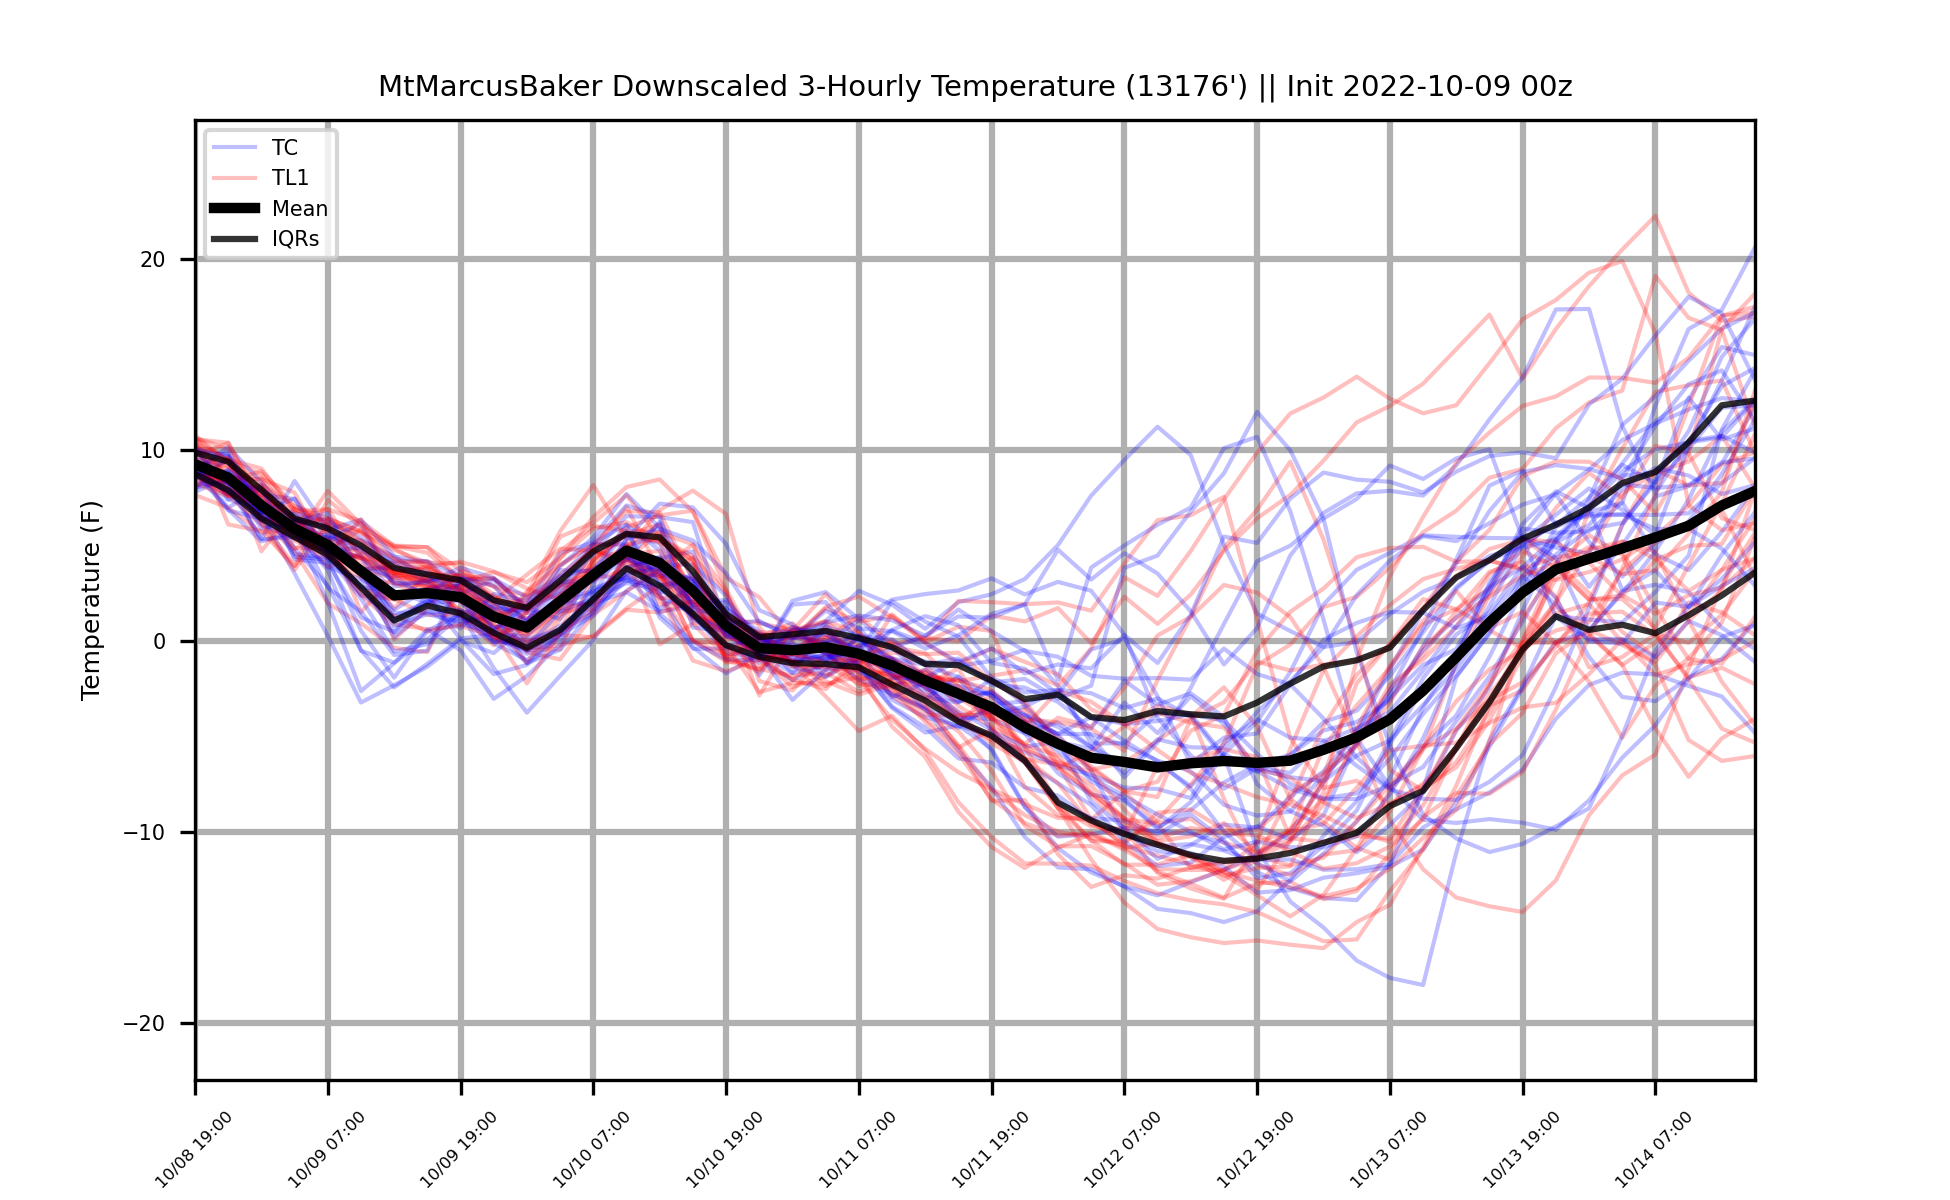 MtMarcusBaker Downscaled 3-Hourly Temperature (13176') || Init 2022-10-09 00z
TC
TL1
Mean
IQRs
Temperature (F)
20
10
0
−10
−20
10/08 19:00
10/09 07:00
10/09 19:00
10/10 07:00
10/10 19:00
10/11 07:00
10/11 19:00
10/12 07:00
10/12 19:00
10/13 07:00
10/13 19:00
10/14 07:00